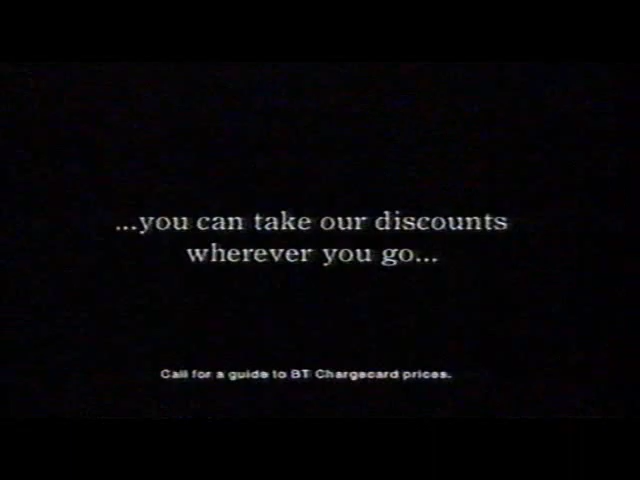 ...you can take our discounts
wherever you go...
Call for a guide to BT Chargecard prices.